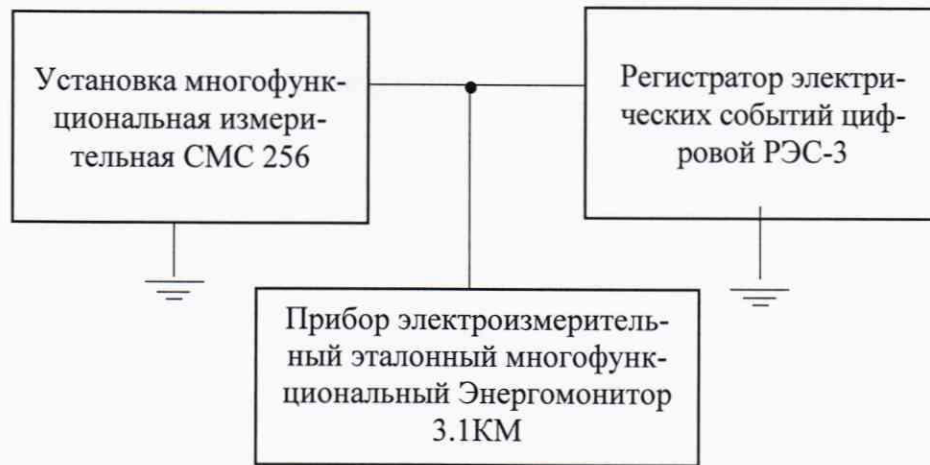 Установка многофунк-
циональная измери-
тельная СМС 256
Регистратор электри-
ческих событий циф-
ровой РЭС-3
Прибор электроизмеритель-
ный эталонный многофунк-
циональный Энергомонитор
3.1КМ